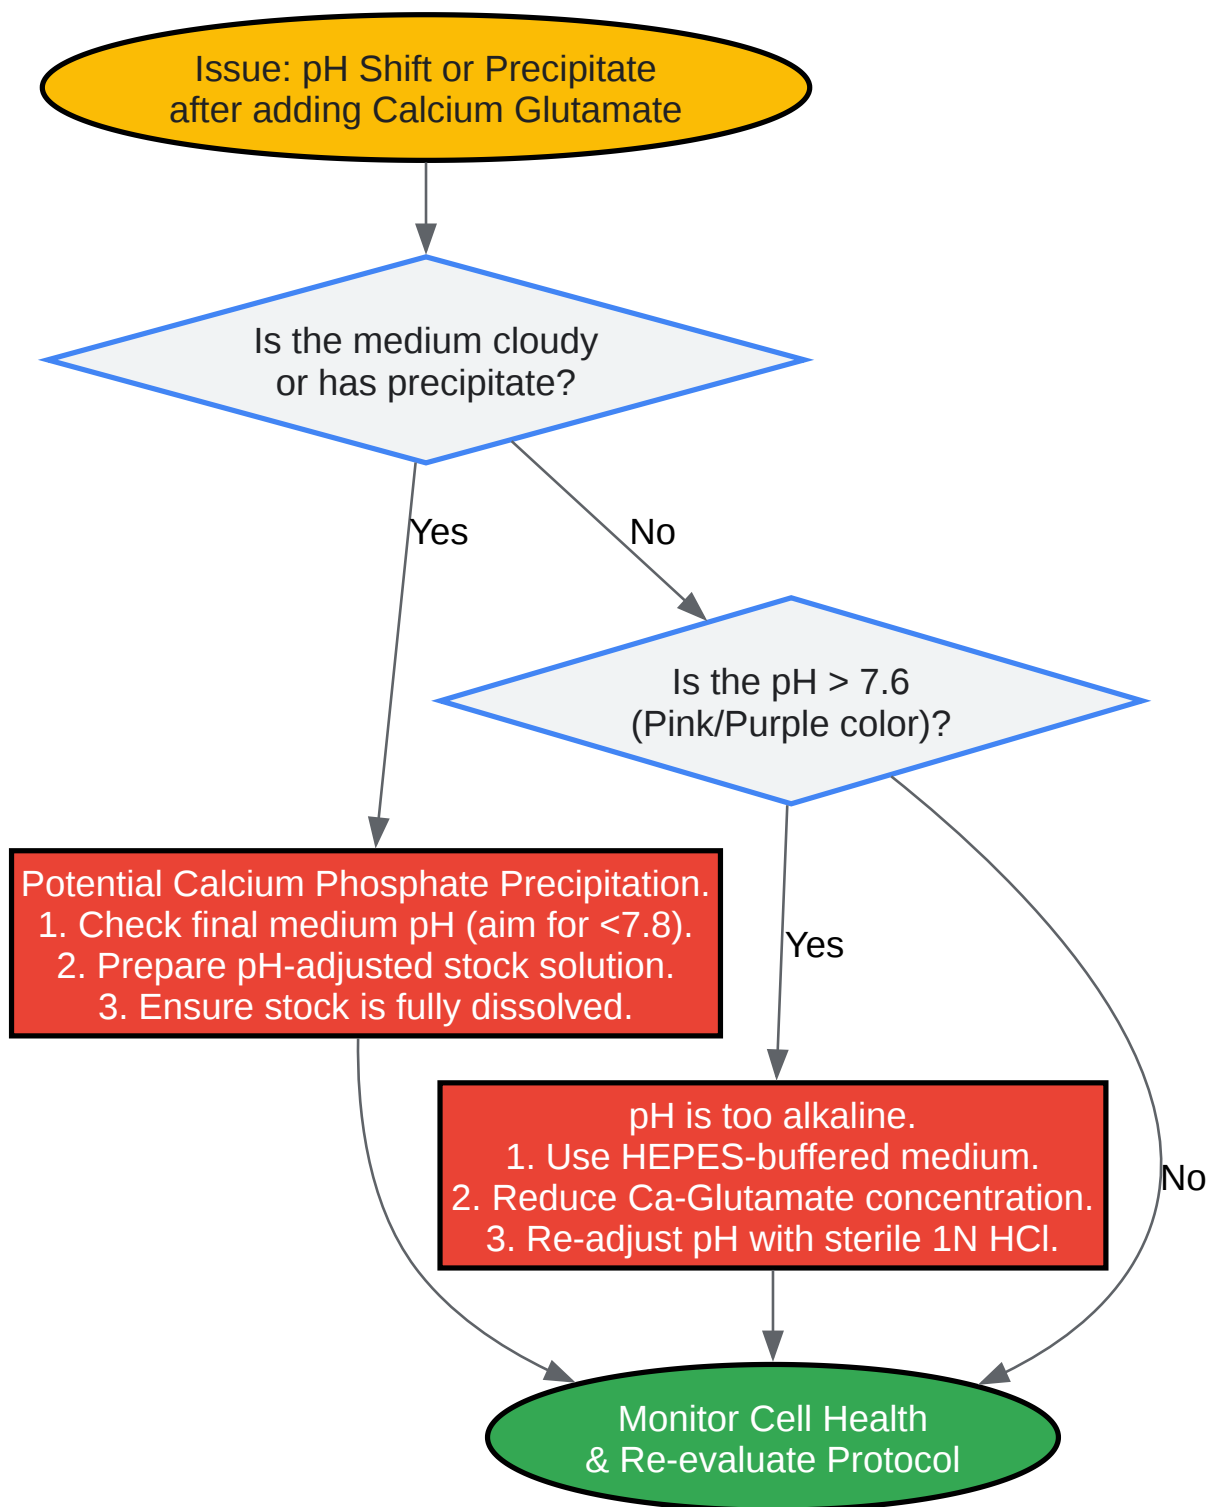 Issue: pH Shift or Precipitate
after adding Calcium Glutamate
Is the medium cloudy
or has precipitate?
Yes
No
Is the pH > 7.6
(Pink/Purple color)?
Potential Calcium Phosphate Precipitation.
1. Check final medium pH (aim for <7.8).
2. Prepare pH-adjusted stock solution.
3. Ensure stock is fully dissolved.
Yes
pH is too alkaline.
1. Use HEPES-buffered medium.
2. Reduce Ca-Glutamate concentration.
3. Re-adjust pH with sterile 1N HCl.
No
Monitor Cell Health
& Re-evaluate Protocol